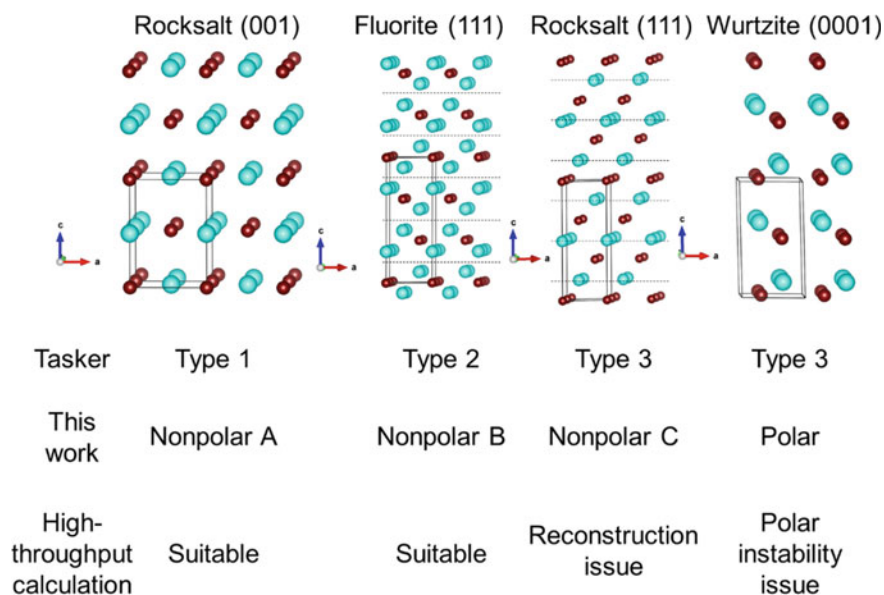 Rocksalt (001) Fluorite (111) Rocksalt (111) Wurtzite (0001)
c a c a c a c a
Tasker Type 1 Type 2 Type 3 Type 3
This
work Nonpolar A Nonpolar B Nonpolar C Polar
High-
throughput
calculation Suitable Suitable Reconstruction
issue Polar
instability
issue